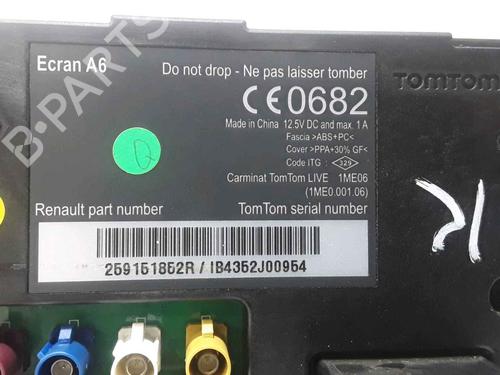 Ecran A6
Do not drop - Ne pas laisser tomber
CE0682
Made in China 12.5V DC and max. 1 A
Fascia >ABS+PC<
Cover >PPA+30% GF<
Code ITG : 329
Carminat TomTom LIVE 1ME06
(1ME0.001.06)
Renault part number
TomTom serial number
259151852R / IB4352J00954
TOMTOM
B-PARTS